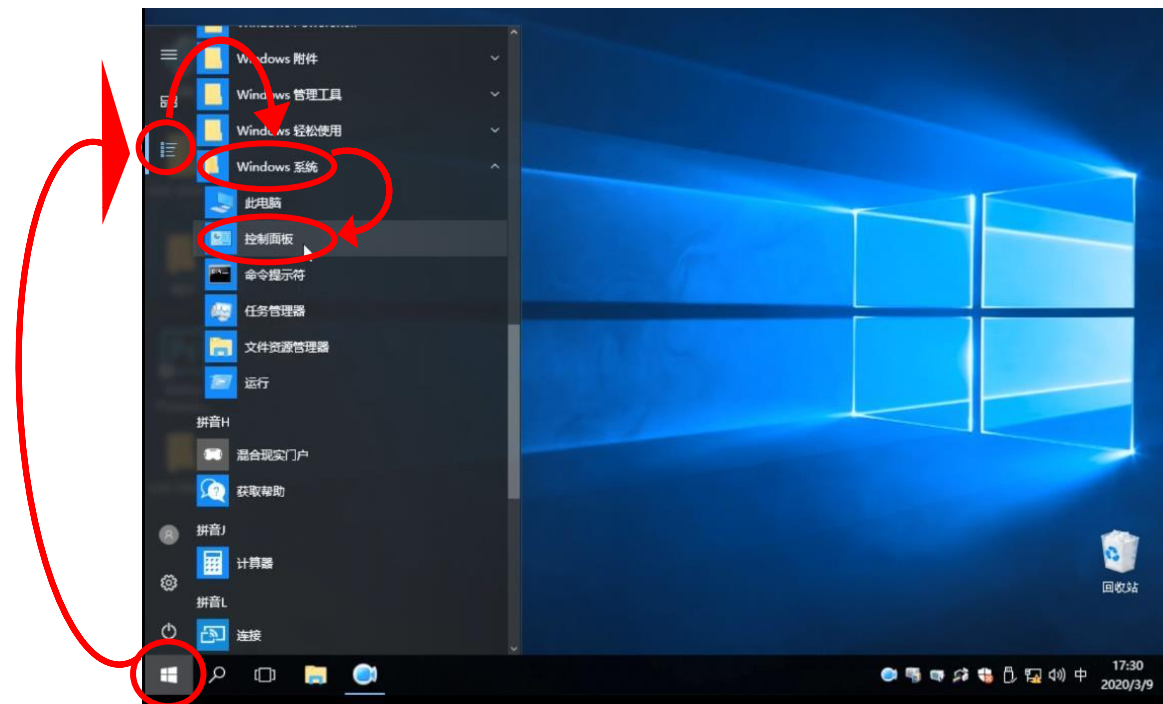 Windows 附件
Windows 管理工具
Windows 轻松使用
Windows 系统
此电脑
控制面板
命令提示符
任务管理器
文件资源管理器
运行
拼音H
混合现实门户
获取帮助
拼音J
计算器
拼音L
连接
回收站
中
17:30
2020/3/9